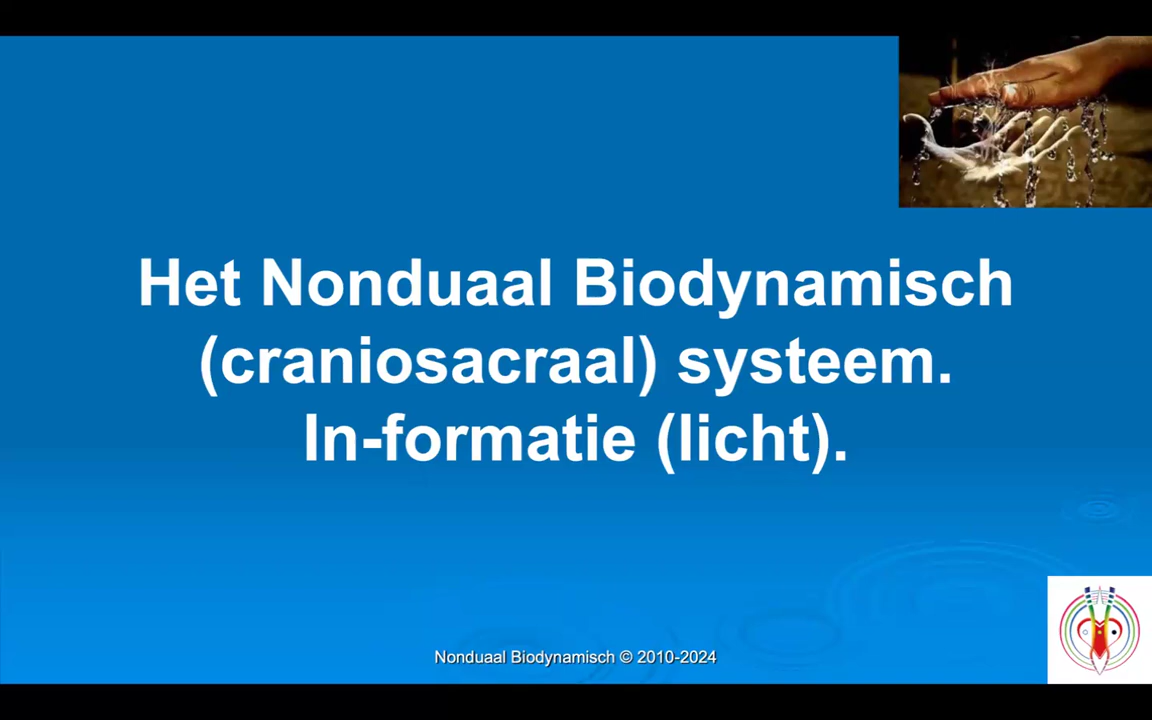 Het Nonduaal Biodynamisch
(craniosacraal) systeem.
In-formatie (licht).
Nonduaal Biodynamisch © 2010-2024